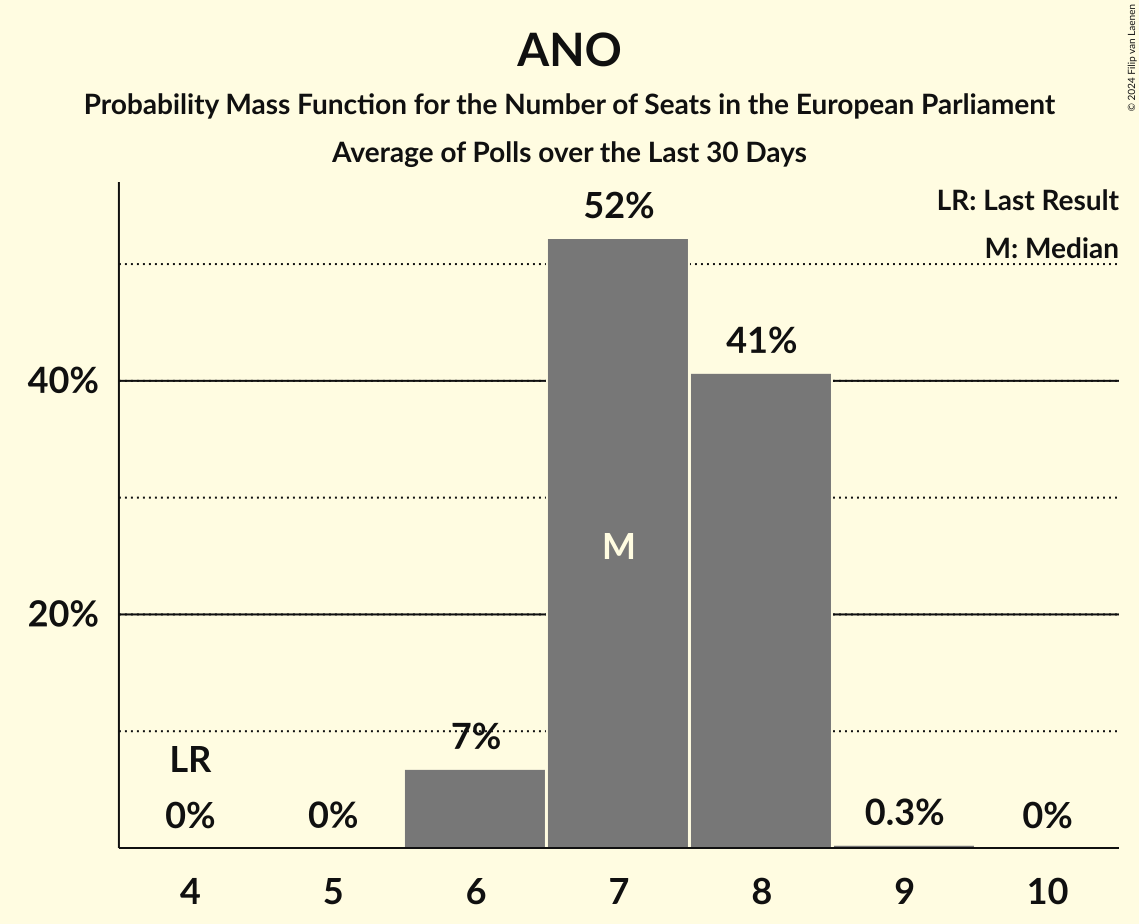 ANO
Probability Mass Function for the Number of Seats in the European Parliament
Average of Polls over the Last 30 Days
© 2024 Filip van Laenen
LR: Last Result
M: Median
52%
41%
40%
M
20%
7%
LR
0%
0%
0.3%
0%
4
5
6
7
8
9
10